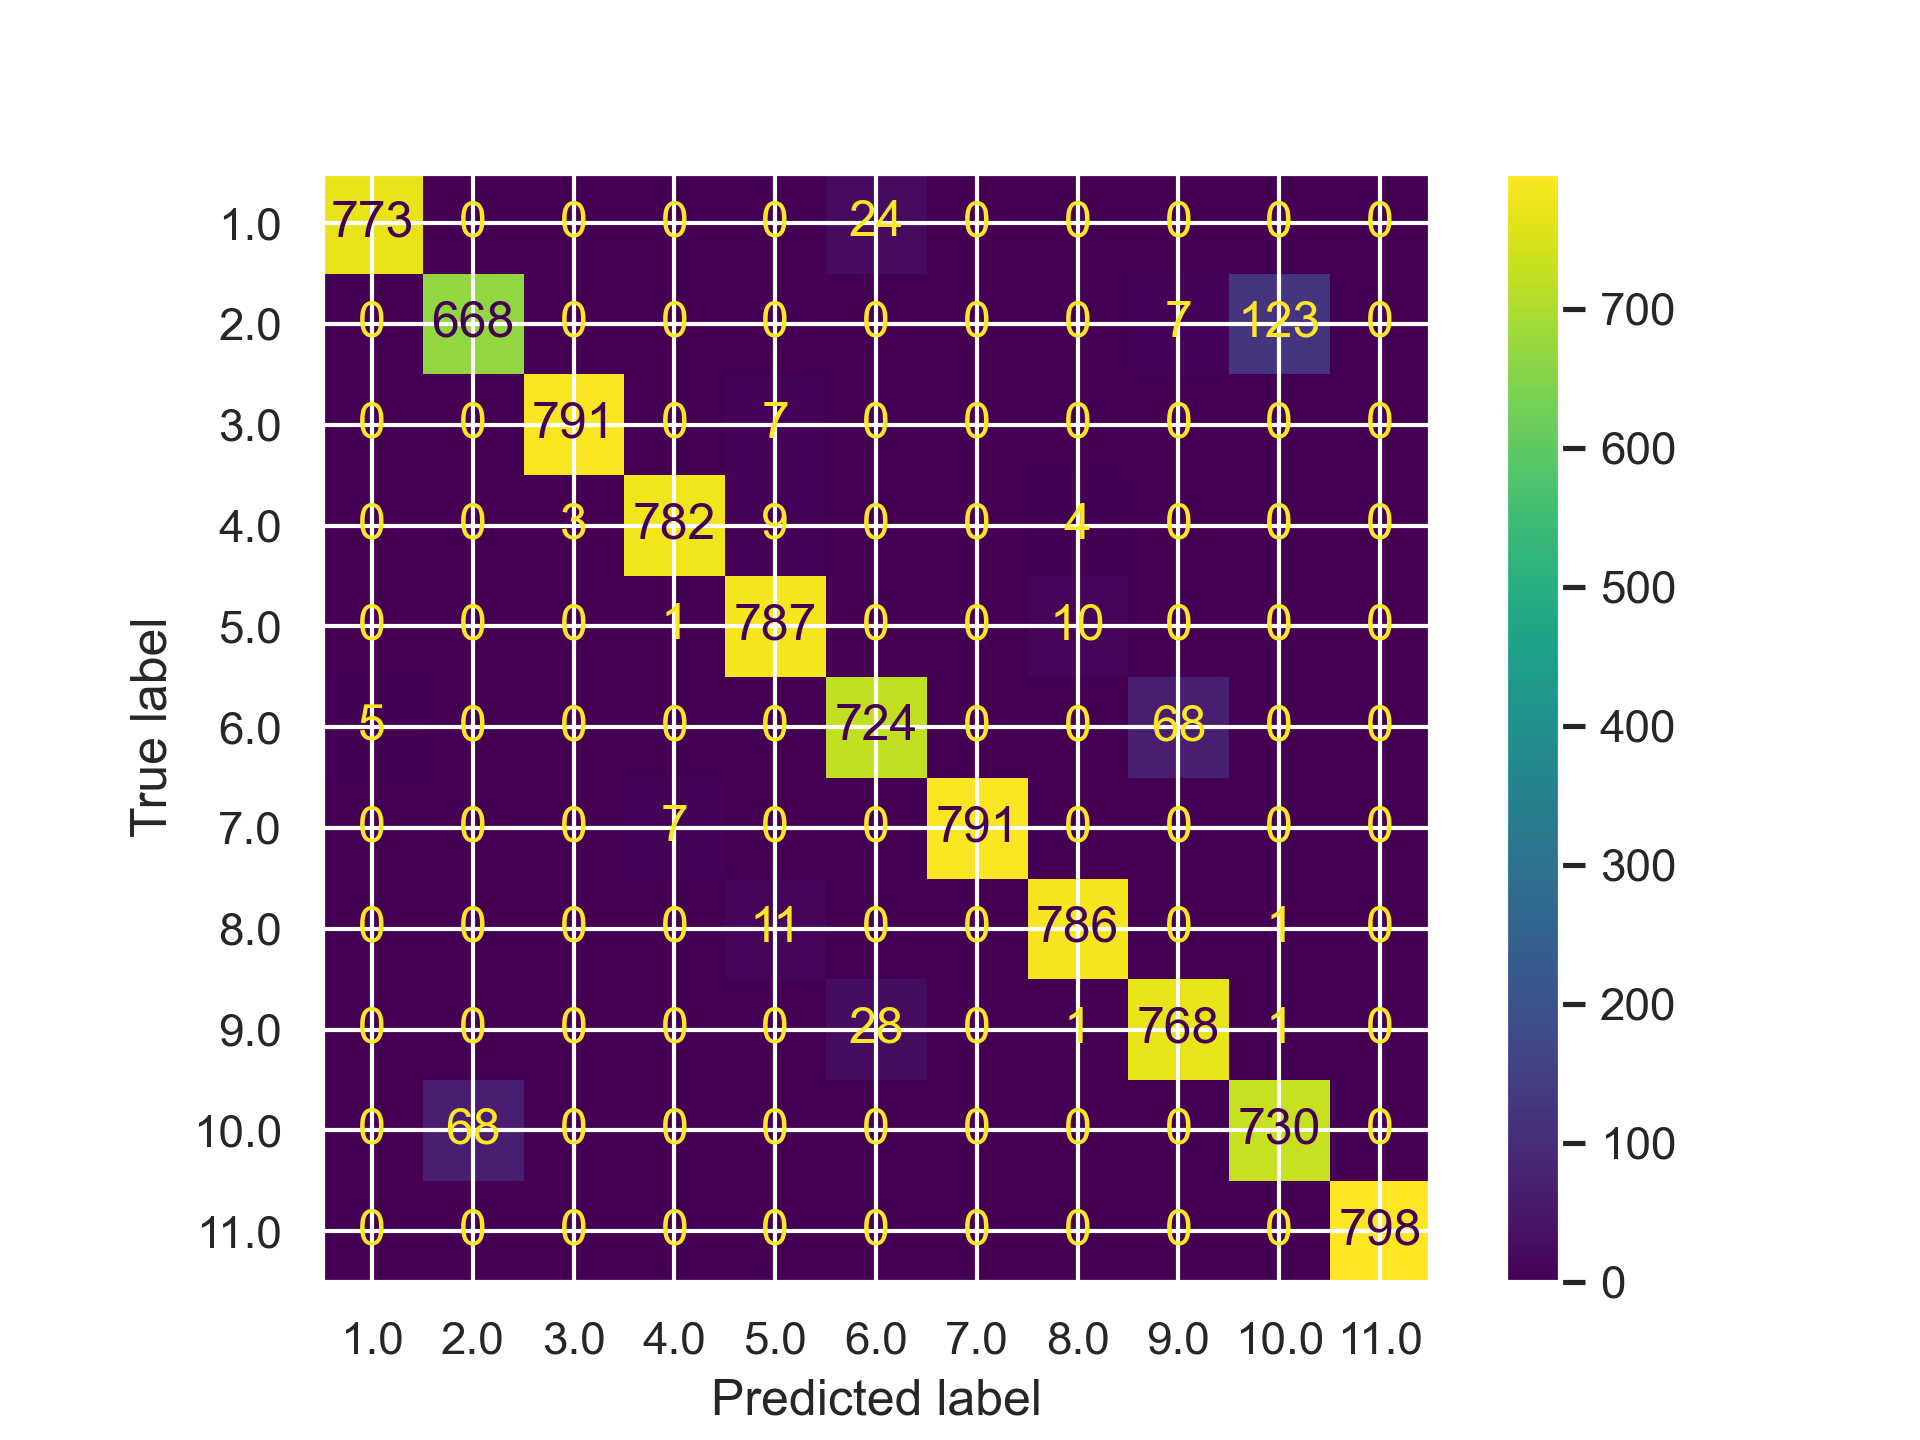 1.0 773 0 0 0 0 24 0 0 0 0 0
2.0 0 668 0 0 0 0 0 0 7 123 0
3.0 0 0 791 0 7 0 0 0 0 0 0
4.0 0 0 3 782 9 0 0 4 0 0 0
5.0 0 0 0 1 787 0 0 10 0 0 0
6.0 5 0 0 0 0 724 0 0 68 0 0
7.0 0 0 0 7 0 0 791 0 0 0 0
8.0 0 0 0 0 11 0 0 786 0 1 0
9.0 0 0 0 0 0 28 0 1 768 1 0
10.0 0 68 0 0 0 0 0 0 0 730 0
11.0 0 0 0 0 0 0 0 0 0 0 798
1.0 2.0 3.0 4.0 5.0 6.0 7.0 8.0 9.0 10.0 11.0
Predicted label
True label
700
600
500
400
300
200
100
0